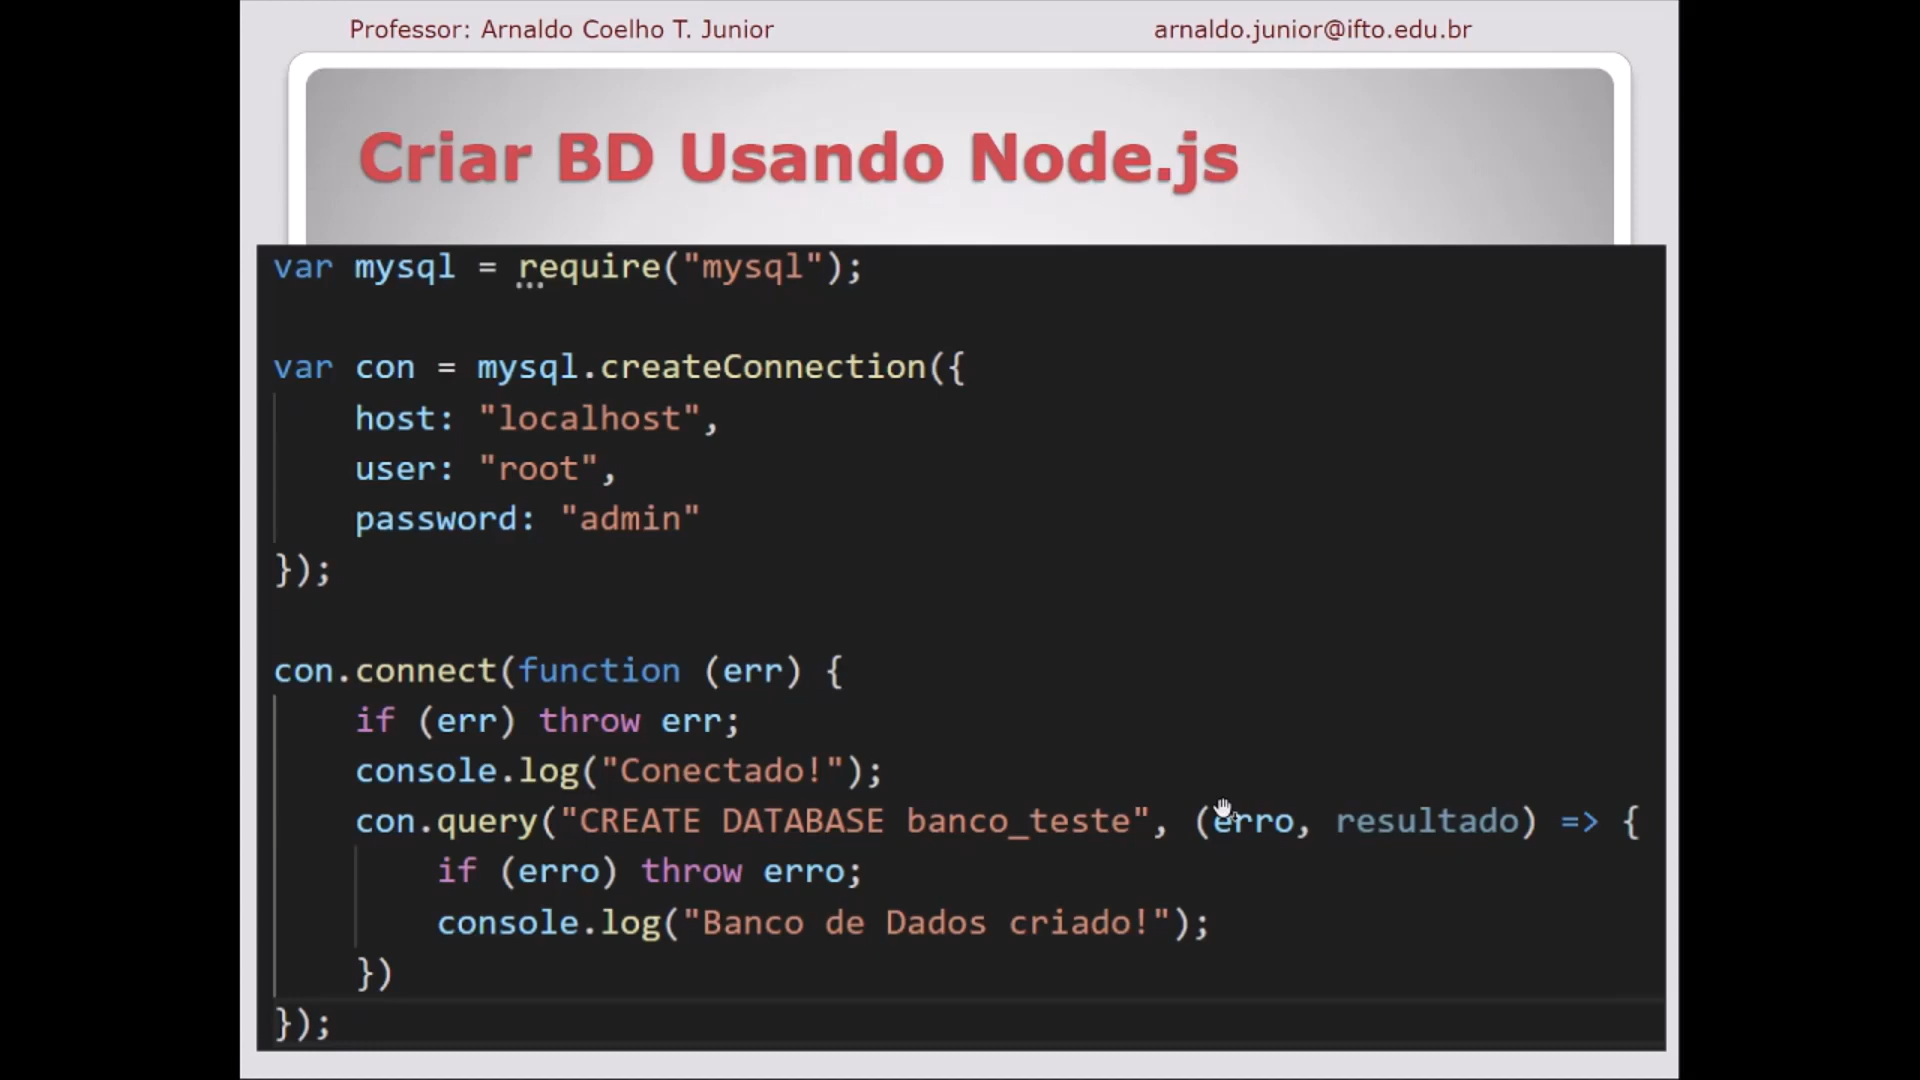 Professor: Arnaldo Coelho T. Junior arnaldo.junior@ifto.edu.br
Criar BD Usando Node.js
var mysql = require("mysql");
var con = mysql.createConnection({
    host: "localhost",
    user: "root",
    password: "admin"
});
con.connect(function (err) {
    if (err) throw err;
    console.log("Conectado!");
    con.query("CREATE DATABASE banco_teste", (erro, resultado) => {
        if (erro) throw erro;
        console.log("Banco de Dados criado!");
    })
});